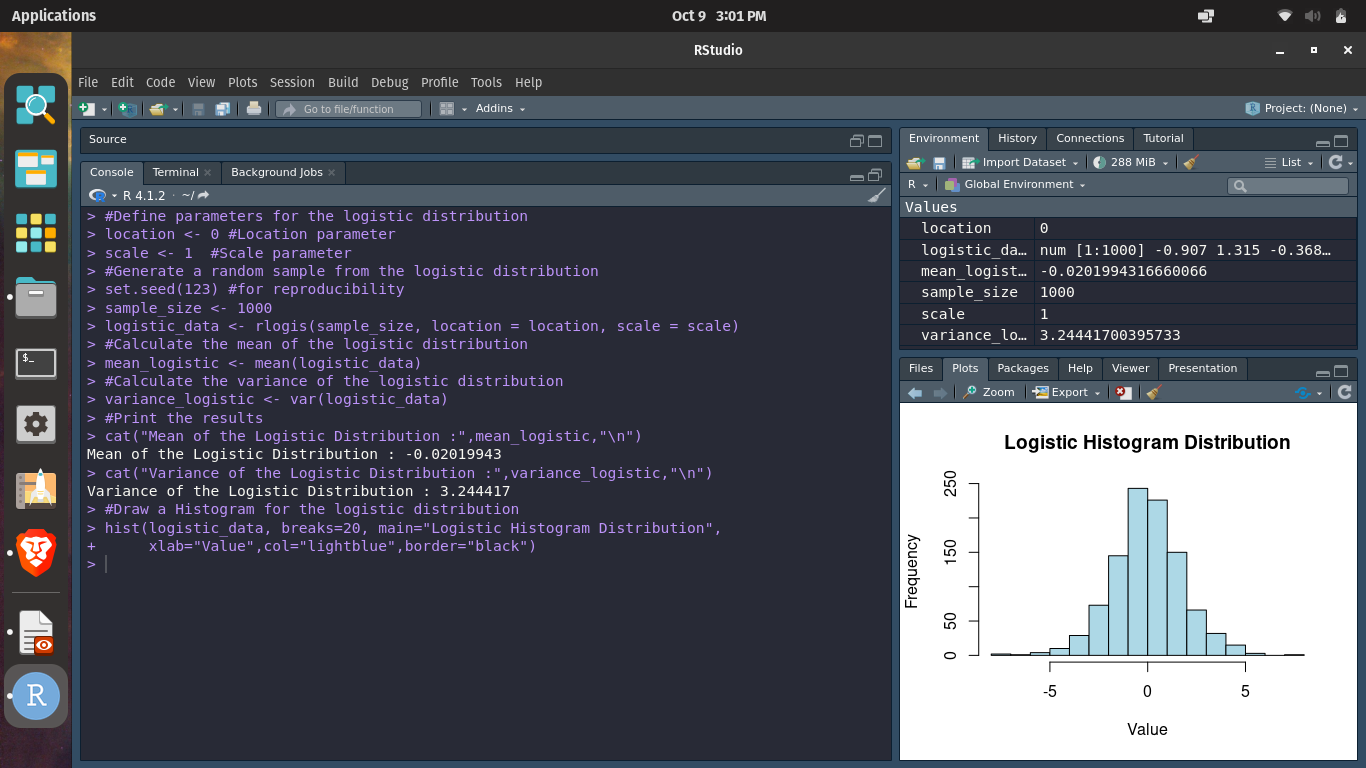 Applications
Oct 9 3:01 PM
RStudio
File Edit Code View Plots Session Build Debug Profile Tools Help
Go to file/function
Addins
Project: (None)
Source
Console Terminal Background Jobs
R 4.1.2 · ~/
> #Define parameters for the logistic distribution
> location <- 0 #Location parameter
> scale <- 1  #Scale parameter
> #Generate a random sample from the logistic distribution
> set.seed(123) #for reproducibility
> sample_size <- 1000
> logistic_data <- rlogis(sample_size, location = location, scale = scale)
> #Calculate the mean of the logistic distribution
> mean_logistic <- mean(logistic_data)
> #Calculate the variance of the logistic distribution
> variance_logistic <- var(logistic_data)
> #Print the results
> cat("Mean of the Logistic Distribution :",mean_logistic,"\n")
Mean of the Logistic Distribution : -0.02019943
> cat("Variance of the Logistic Distribution :",variance_logistic,"\n")
Variance of the Logistic Distribution : 3.244417
> #Draw a Histogram for the logistic distribution
> hist(logistic_data, breaks=20, main="Logistic Histogram Distribution",
+      xlab="Value",col="lightblue",border="black")
>
Environment History Connections Tutorial
Import Dataset 288 MiB List
R Global Environment
Values
location 0
logistic_da… num [1:1000] -0.907 1.315 -0.368…
mean_logist… -0.0201994316660066
sample_size 1000
scale 1
variance_lo… 3.24441700395733
Files Plots Packages Help Viewer Presentation
Zoom Export
Logistic Histogram Distribution
Frequency
250
150
50
0
-5 0 5
Value
$_
R